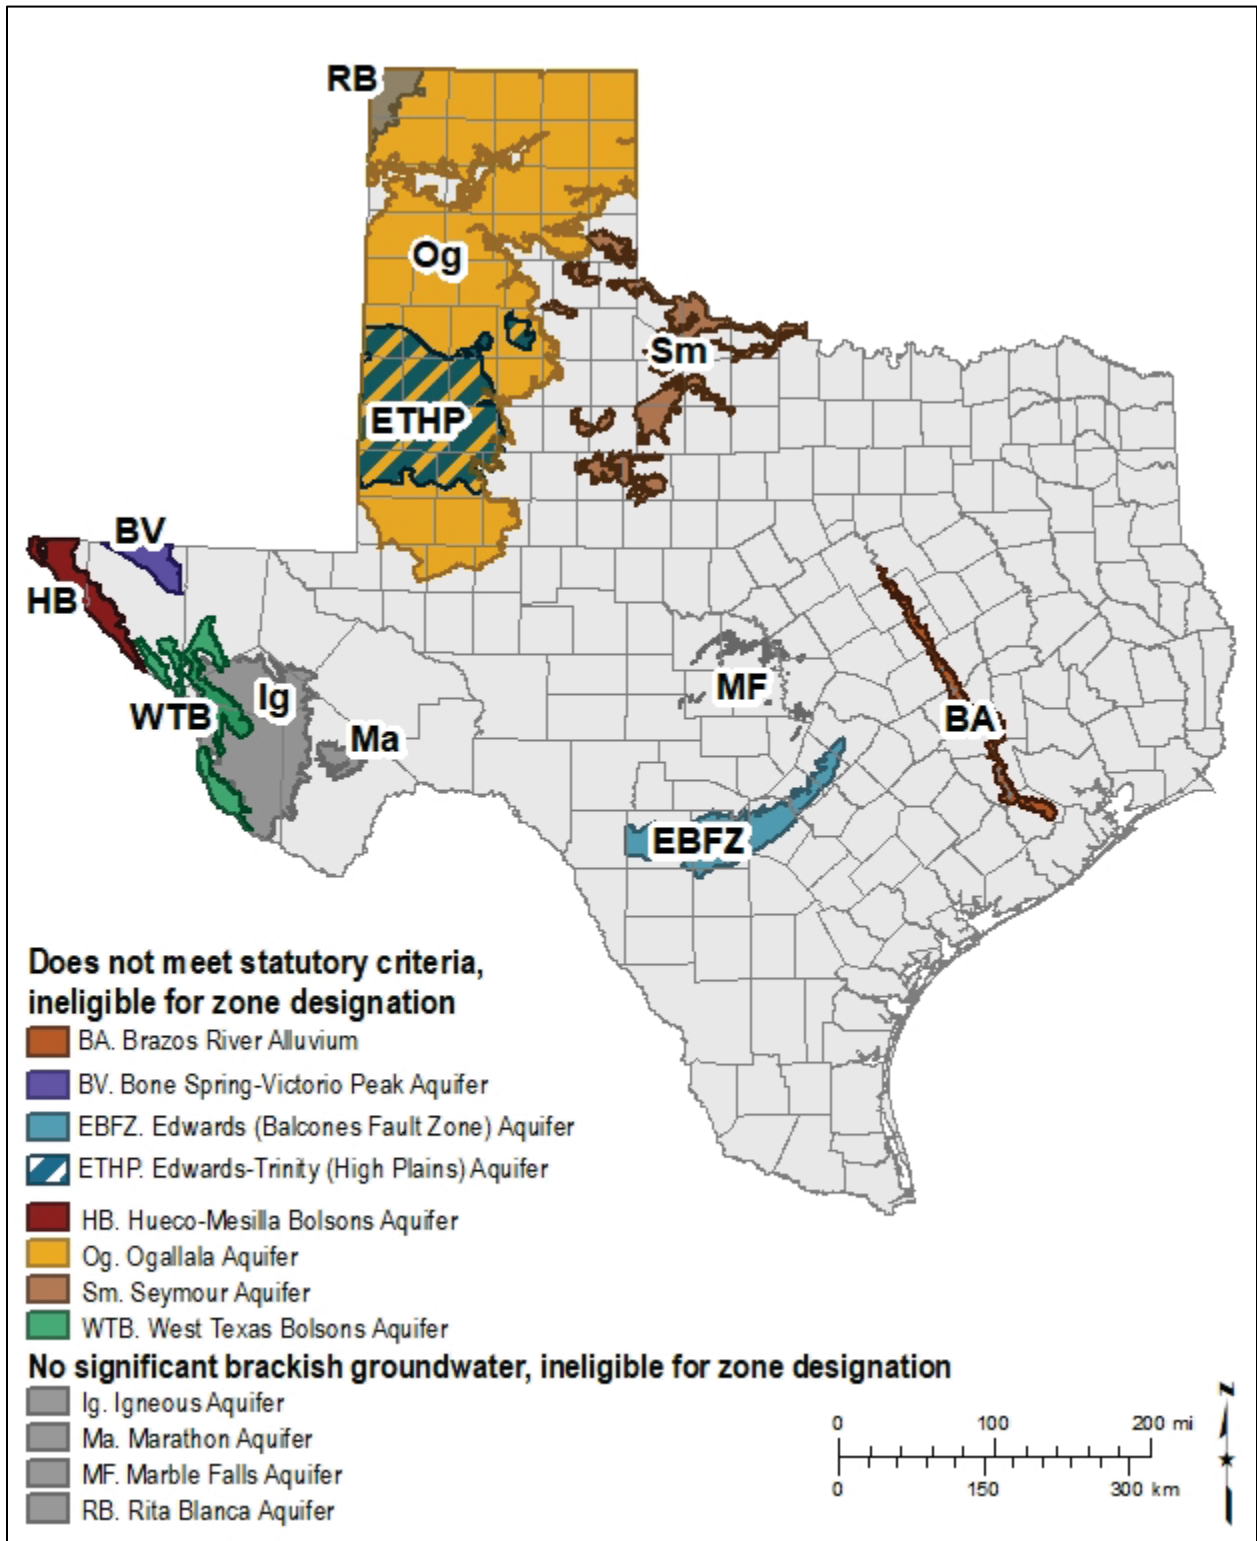 RB
Og
Sm
ETHP
BV
HB
WTB
Ig
Ma
MF
BA
EBFZ
Does not meet statutory criteria,
ineligible for zone designation
BA. Brazos River Alluvium
BV. Bone Spring-Victorio Peak Aquifer
EBFZ. Edwards (Balcones Fault Zone) Aquifer
ETHP. Edwards-Trinity (High Plains) Aquifer
HB. Hueco-Mesilla Bolsons Aquifer
Og. Ogallala Aquifer
Sm. Seymour Aquifer
WTB. West Texas Bolsons Aquifer
No significant brackish groundwater, ineligible for zone designation
Ig. Igneous Aquifer
Ma. Marathon Aquifer
MF. Marble Falls Aquifer
RB. Rita Blanca Aquifer
0 100 200 mi
0 150 300 km
N